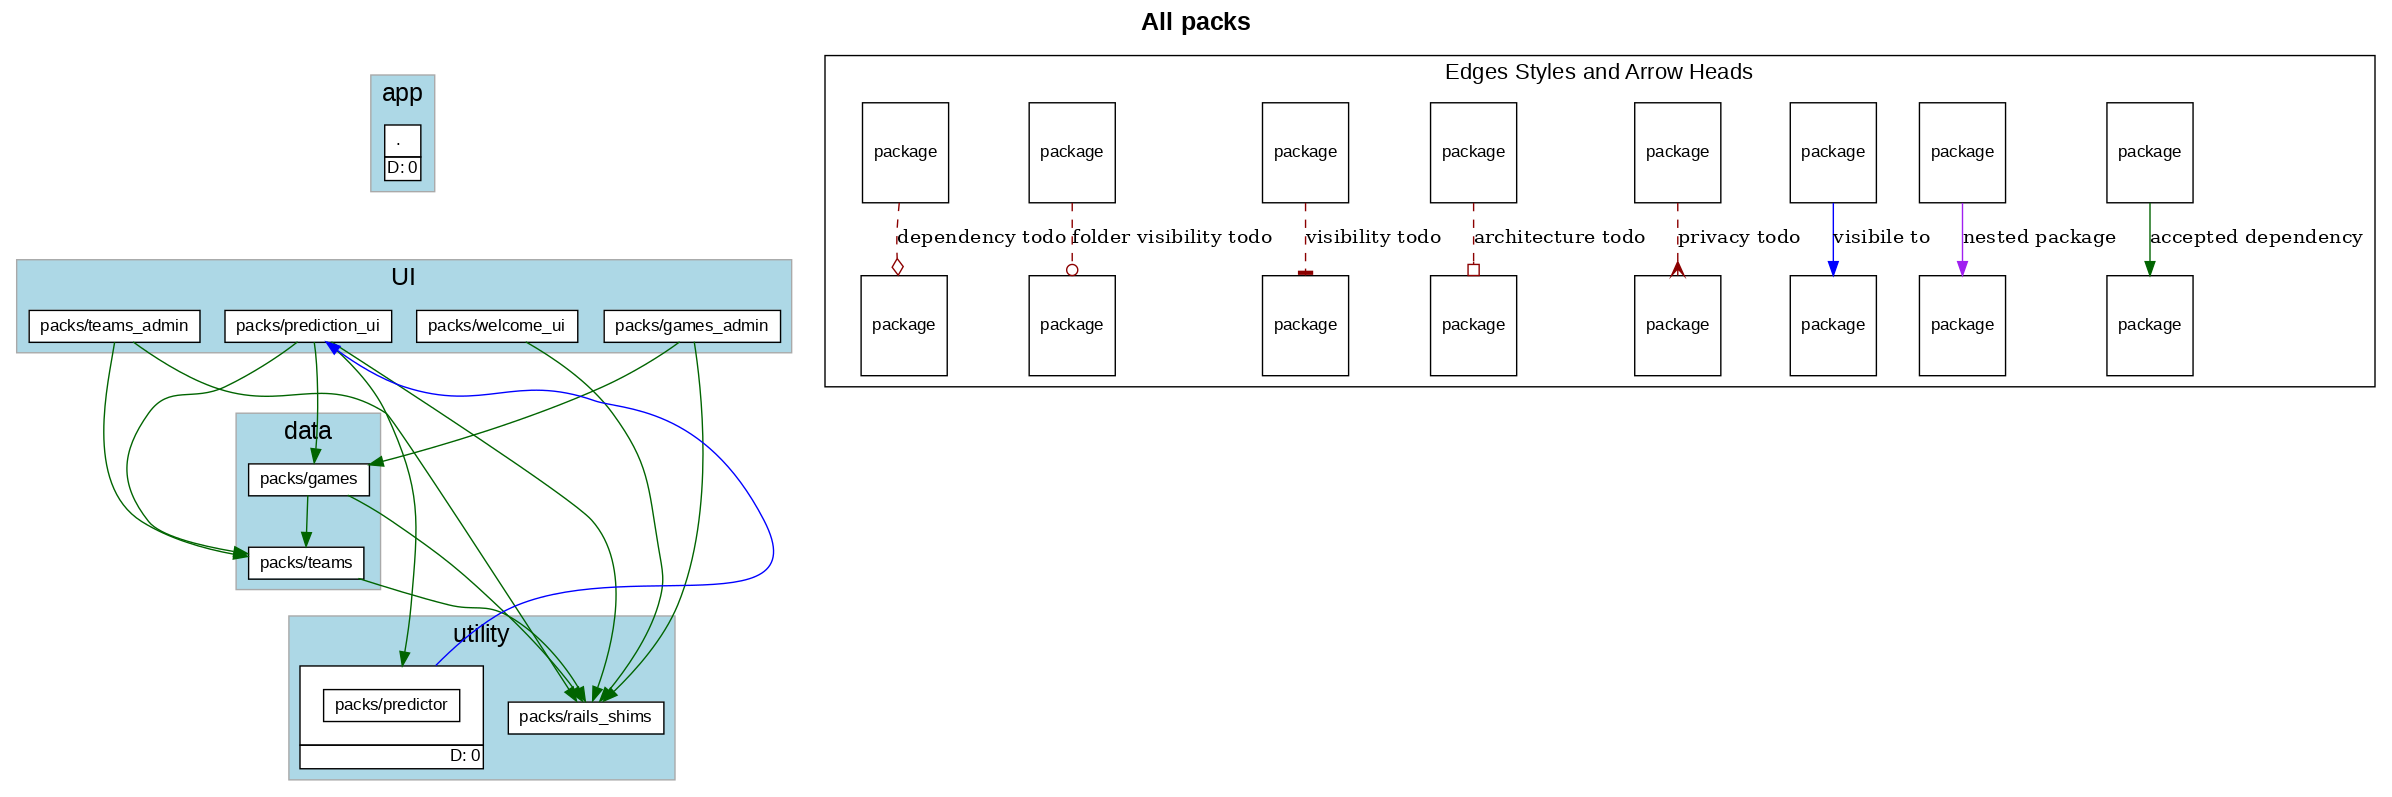 All packs
app
.
D: 0
UI
packs/teams_admin
packs/prediction_ui
packs/welcome_ui
packs/games_admin
data
packs/games
packs/teams
utility
packs/predictor
D: 0
packs/rails_shims
Edges Styles and Arrow Heads
package
package
package
package
package
package
package
package
dependency todo
folder visibility todo
visibility todo
architecture todo
privacy todo
visibile to
nested package
accepted dependency
package
package
package
package
package
package
package
package